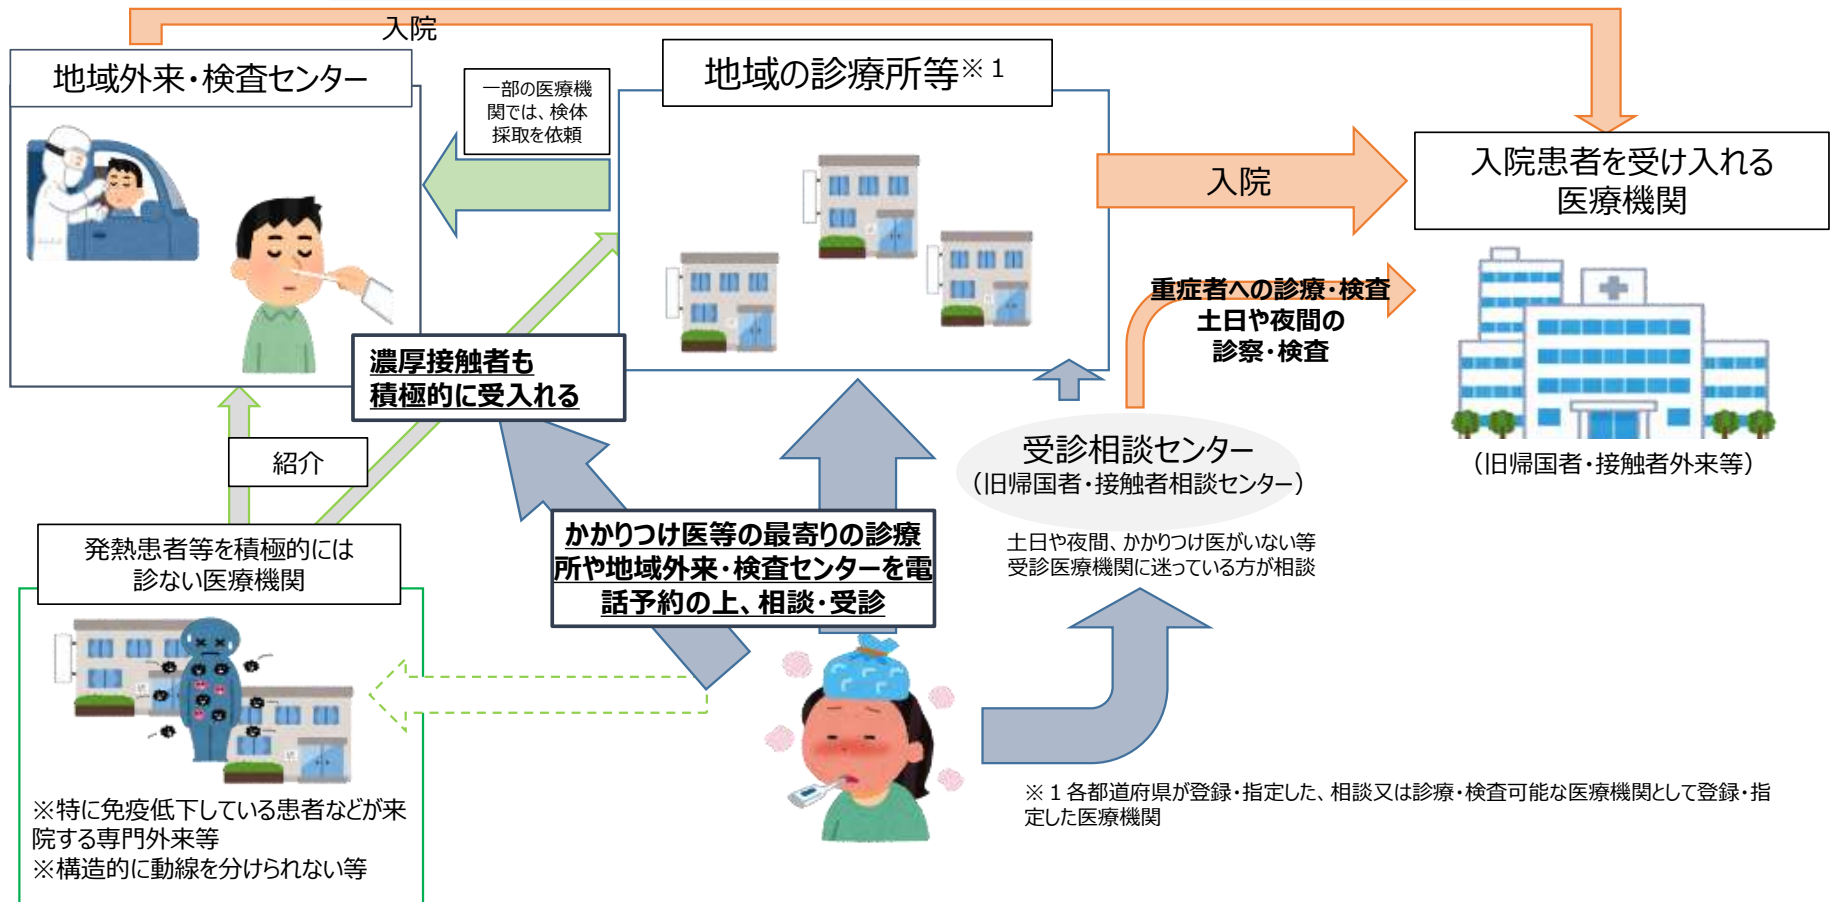 入院
地域外来・検査センター
一部の医療機
関では、検体
採取を依頼
地域の診療所等※1
入院
入院患者を受け入れる
医療機関
重症者への診療・検査
土日や夜間の
診察・検査
濃厚接触者も
積極的に受入れる
紹介
受診相談センター
（旧帰国者・接触者相談センター）
（旧帰国者・接触者外来等）
かかりつけ医等の最寄りの診療
所や地域外来・検査センターを電
話予約の上、相談・受診
土日や夜間、かかりつけ医がいない等
受診医療機関に迷っている方が相談
発熱患者等を積極的には
診ない医療機関
※特に免疫低下している患者などが来
院する専門外来等
※構造的に動線を分けられない等
※1各都道府県が登録・指定した、相談又は診療・検査可能な医療機関として登録・指
定した医療機関